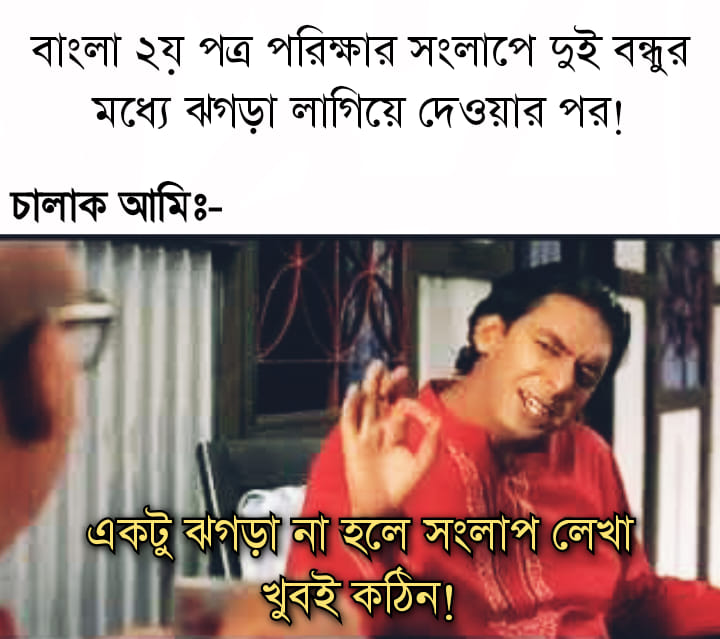 বাংলা ২য় পত্র পরিক্ষার সংলাপে দুই বন্ধুর
মধ্যে ঝগড়া লাগিয়ে দেওয়ার পর!
চালাক আমিঃ-
একটু ঝগড়া না হলে সংলাপ লেখা
খুবই কঠিন!